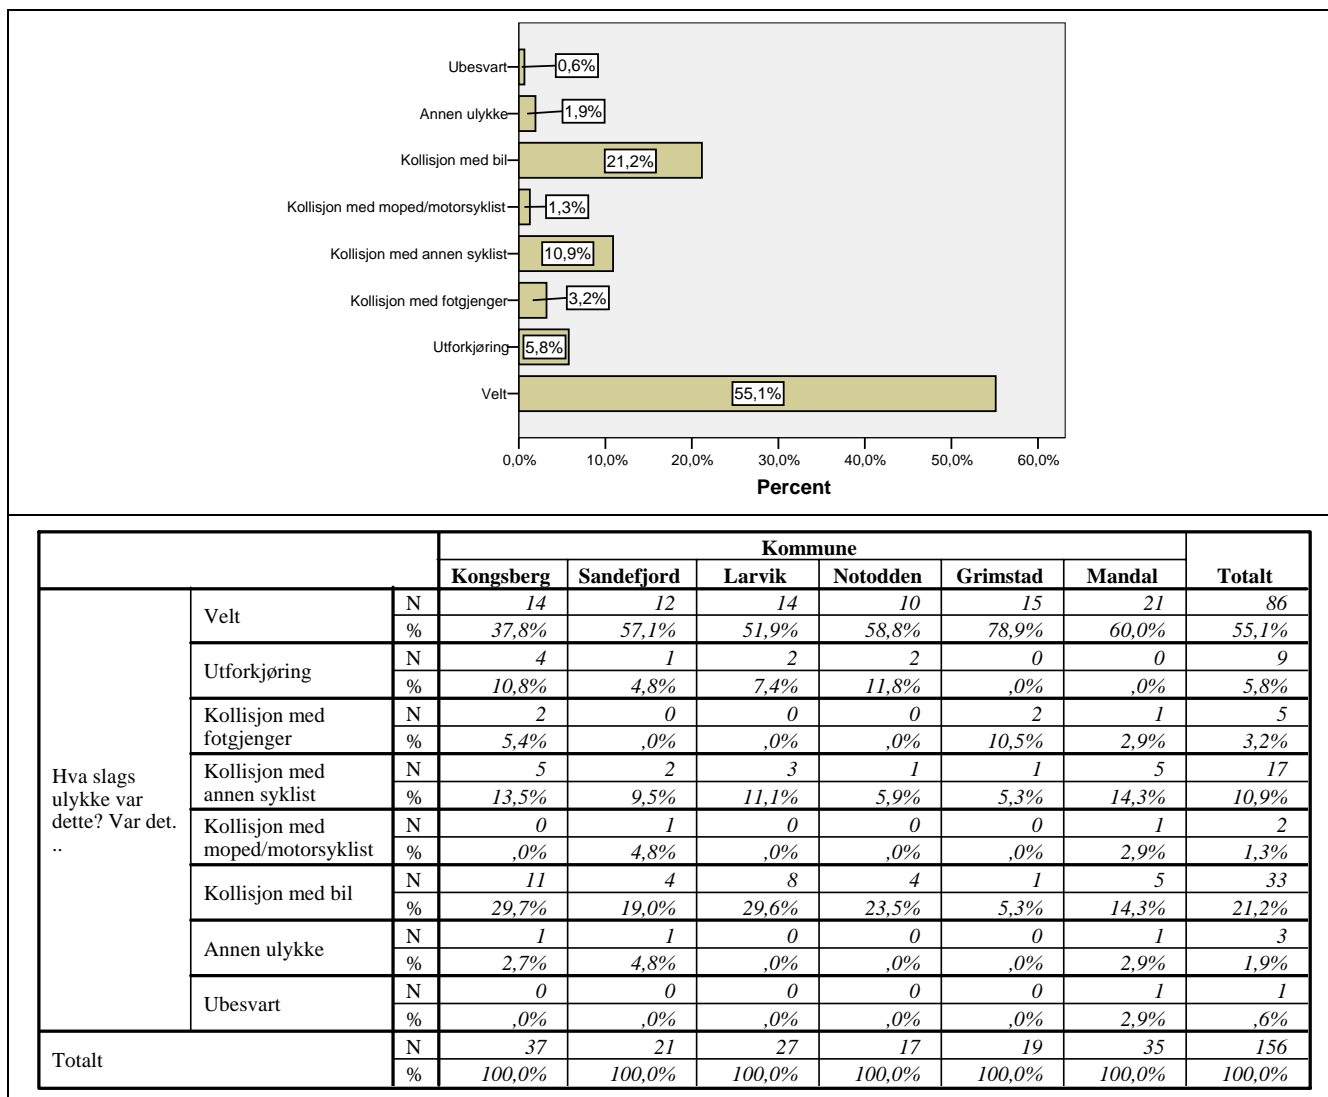 Ubesvart 0,6%
Annen ulykke 1,9%
Kollisjon med bil 21,2%
Kollisjon med moped/motorsyklist 1,3%
Kollisjon med annen syklist 10,9%
Kollisjon med fotgjenger 3,2%
Utforkjøring 5,8%
Velt 55,1%
0,0% 10,0% 20,0% 30,0% 40,0% 50,0% 60,0%
Percent
Kommune
Kongsberg Sandefjord Larvik Notodden Grimstad Mandal Totalt
Hva slags
ulykke var
dette? Var det.
..
Velt
N 14 12 14 10 15 21 86
% 37,8% 57,1% 51,9% 58,8% 78,9% 60,0% 55,1%
Utforkjøring
N 4 1 2 2 0 0 9
% 10,8% 4,8% 7,4% 11,8% ,0% ,0% 5,8%
Kollisjon med
fotgjenger
N 2 0 0 0 2 1 5
% 5,4% ,0% ,0% ,0% 10,5% 2,9% 3,2%
Kollisjon med
annen syklist
N 5 2 3 1 1 5 17
% 13,5% 9,5% 11,1% 5,9% 5,3% 14,3% 10,9%
Kollisjon med
moped/motorsyklist
N 0 1 0 0 0 1 2
% ,0% 4,8% ,0% ,0% ,0% 2,9% 1,3%
Kollisjon med bil
N 11 4 8 4 1 5 33
% 29,7% 19,0% 29,6% 23,5% 5,3% 14,3% 21,2%
Annen ulykke
N 1 1 0 0 0 1 3
% 2,7% 4,8% ,0% ,0% ,0% 2,9% 1,9%
Ubesvart
N 0 0 0 0 0 1 1
% ,0% ,0% ,0% ,0% ,0% 2,9% ,6%
Totalt
N 37 21 27 17 19 35 156
% 100,0% 100,0% 100,0% 100,0% 100,0% 100,0% 100,0%